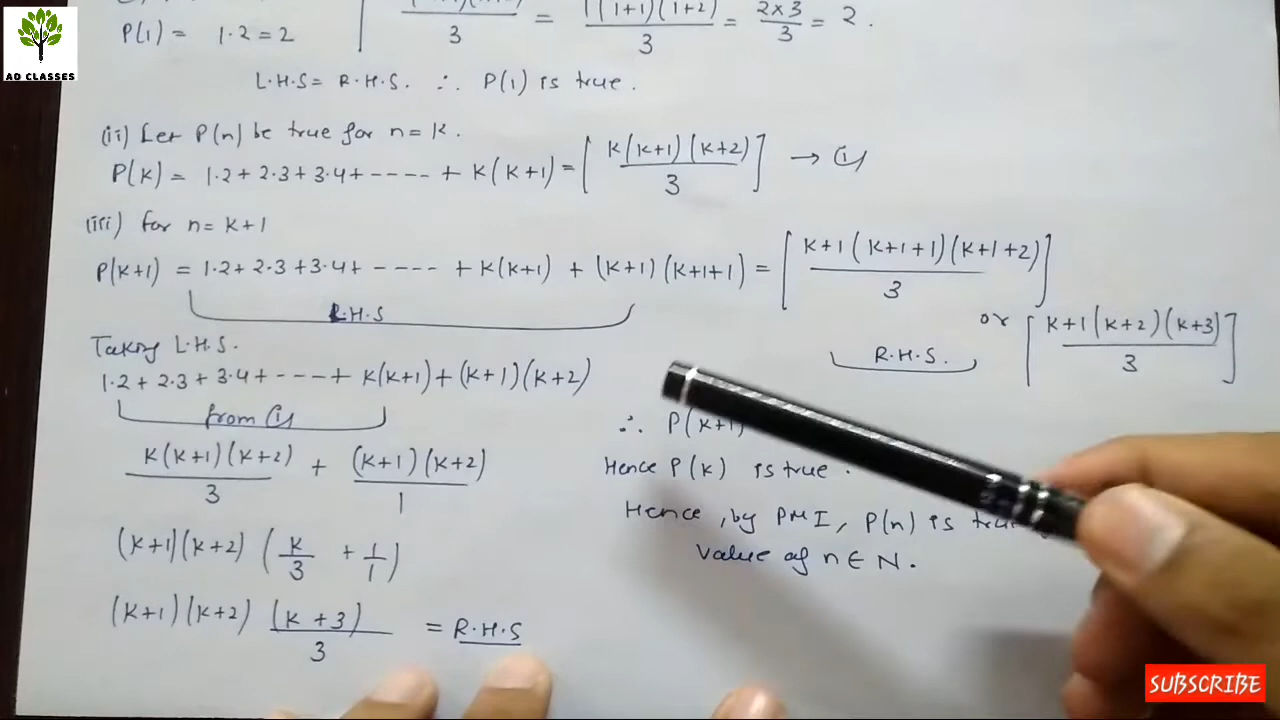 AD CLASSES
P(1) = 1·2 = 2
3 = 1(1+1)(1+2) / 3 = 2×3 / 3 = 2.
L.H.S = R.H.S. ∴ P(1) is true.
(ii) Let P(n) be true for n = K.
P(K) = 1·2 + 2·3 + 3·4 + ---- + K(K+1) = [ K(K+1)(K+2) / 3 ] → (1)
(iii) for n = K+1
P(K+1) = 1·2 + 2·3 + 3·4 + ---- + K(K+1) + (K+1)(K+1+1) = [ K+1(K+1+1)(K+1+2) / 3 ]
.H.S
or [ K+1(K+2)(K+3) / 3 ]
R.H.S.
Taking L.H.S.
1·2 + 2·3 + 3·4 + ---- + K(K+1) + (K+1)(K+2)
from (1)
K(K+1)(K+2) / 3 + (K+1)(K+2) / 1
(K+1)(K+2) ( K/3 + 1/1 )
(K+1)(K+2) (K+3) / 3 = R.H.S
∴ P(K+1)
Hence P(K) is true.
Hence, by PMI, P(n) is
value of n ∈ N.
SUBSCRIBE